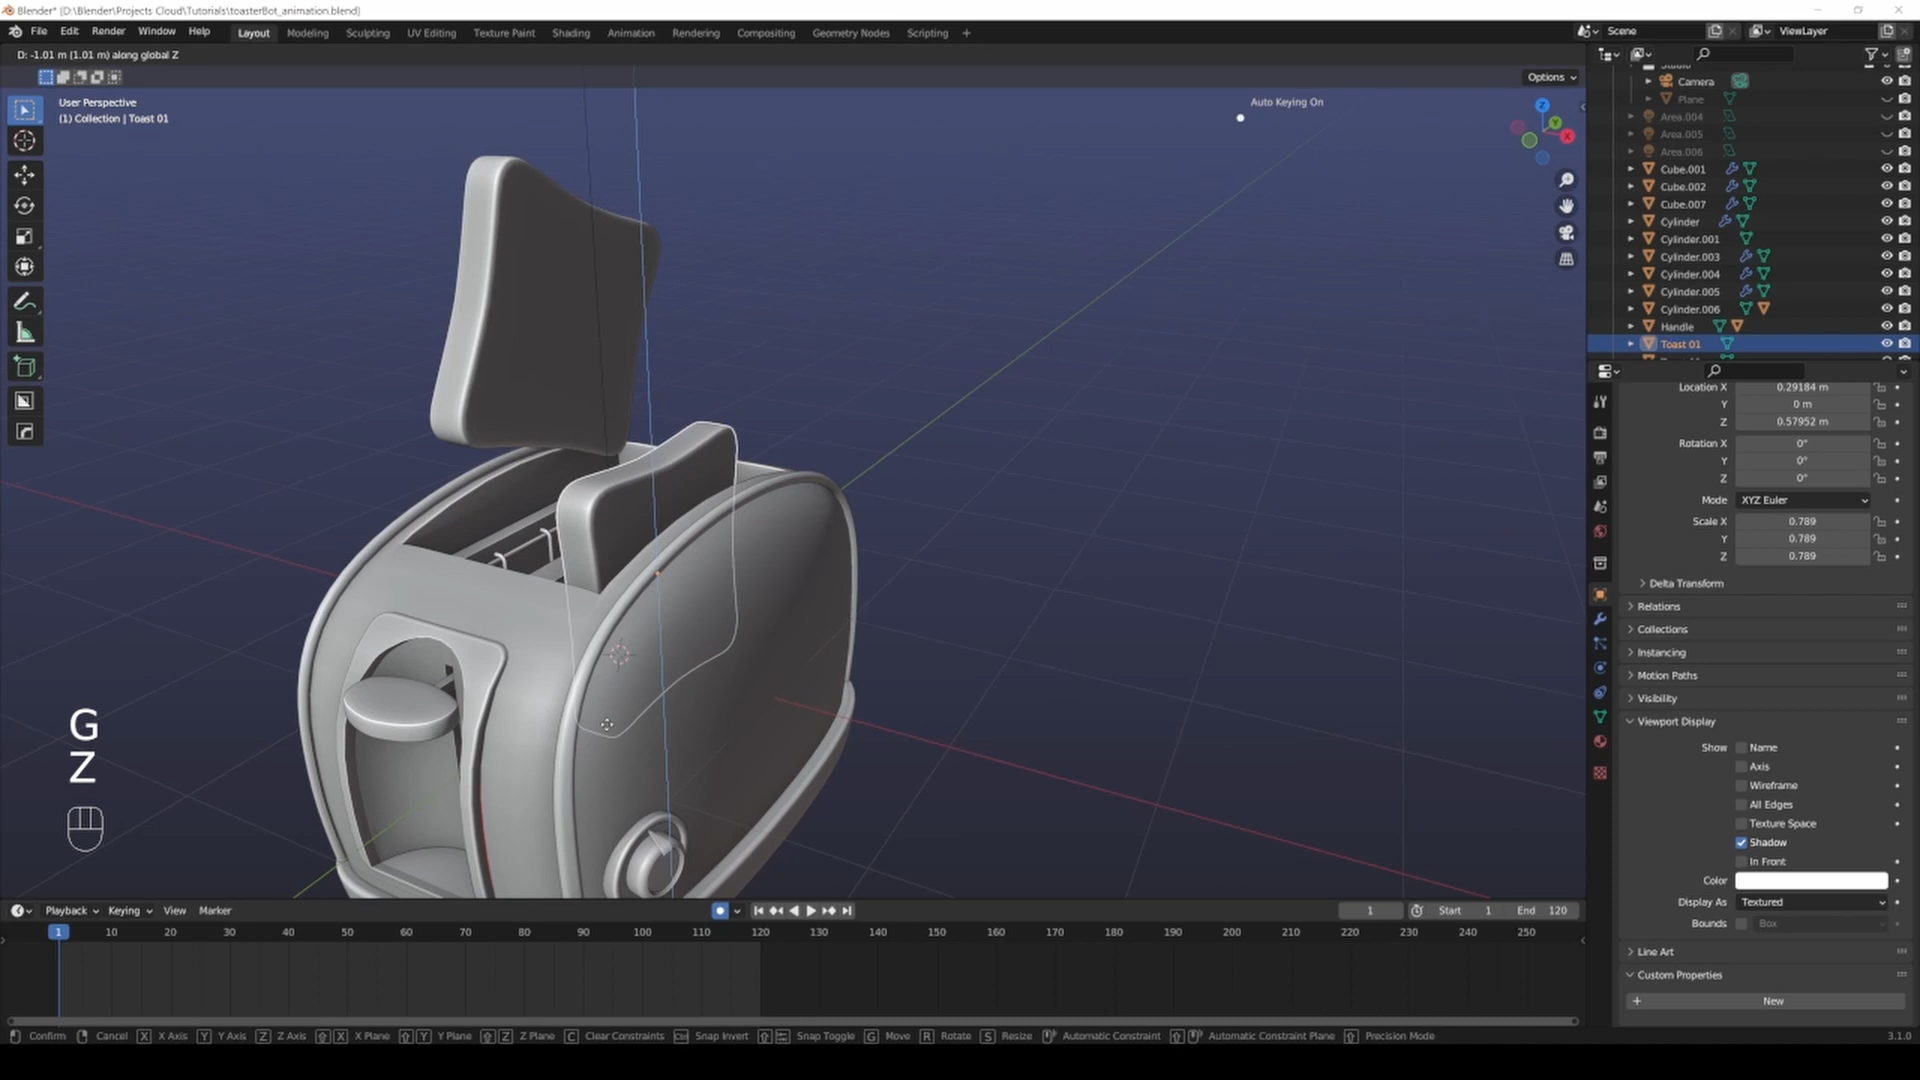 Blender* [D:\Blender\Projects Cloud\Tutorials\toasterBot_animation.blend]
File Edit Render Window Help Layout Modeling Sculpting UV Editing Texture Paint Shading Animation Rendering Compositing Geometry Nodes Scripting + Scene ViewLayer
D: -1.01 m (1.01 m) along global Z
Options
User Perspective
(1) Collection | Toast 01
Auto Keying On
Z
Y
X
Camera
Plane
Area.004
Area.005
Area.006
Cube.001
Cube.002
Cube.007
Cylinder
Cylinder.001
Cylinder.003
Cylinder.004
Cylinder.005
Cylinder.006
Handle
Toast 01
Location X 0.29184 m
Y 0 m
Z 0.57952 m
Rotation X 0°
Y 0°
Z 0°
Mode XYZ Euler
Scale X 0.789
Y 0.789
Z 0.789
Delta Transform
Relations
Collections
Instancing
Motion Paths
Visibility
Viewport Display
Show Name
Axis
Wireframe
All Edges
Texture Space
Shadow
In Front
Color
Display As Textured
Bounds Box
Line Art
Custom Properties
+ New
G
Z
Playback Keying View Marker 1 Start 1 End 120
1 10 20 30 40 50 60 70 80 90 100 110 120 130 140 150 160 170 180 190 200 210 220 230 240 250
Confirm Cancel X X Axis Y Y Axis Z Z Axis X X Plane Y Y Plane Z Z Plane C Clear Constraints Ctrl Snap Invert Snap Toggle G Move R Rotate S Resize Automatic Constraint Automatic Constraint Plane Precision Mode 3.1.0